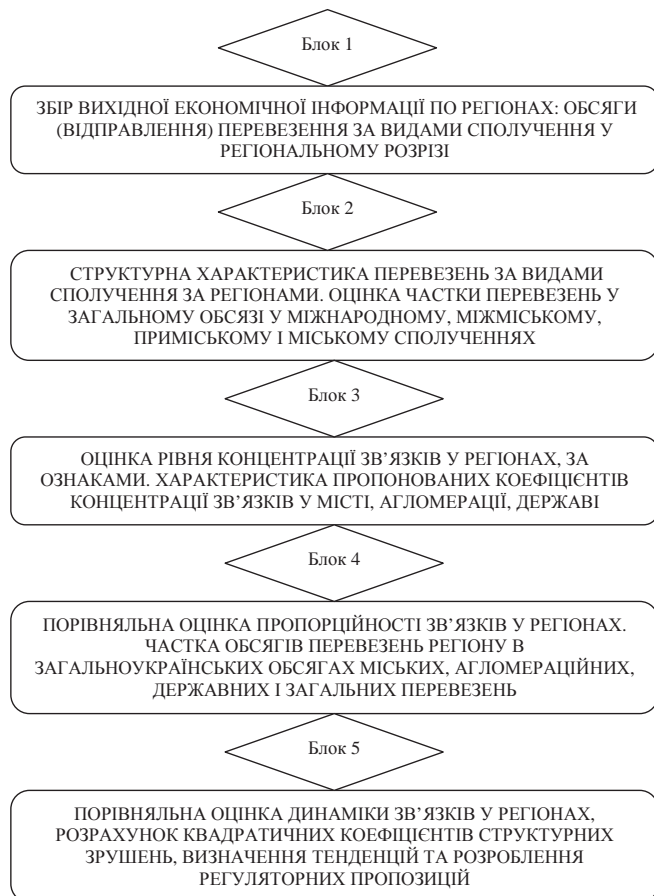 Блок 1
ЗБІР ВИХІДНОЇ ЕКОНОМІЧНОЇ ІНФОРМАЦІЇ ПО РЕГІОНАХ: ОБСЯГИ
(ВІДПРАВЛЕННЯ) ПЕРЕВЕЗЕННЯ ЗА ВИДАМИ СПОЛУЧЕННЯ У
РЕГІОНАЛЬНОМУ РОЗРІЗІ
Блок 2
СТРУКТУРНА ХАРАКТЕРИСТИКА ПЕРЕВЕЗЕНЬ ЗА ВИДАМИ
СПОЛУЧЕННЯ ЗА РЕГІОНАМИ. ОЦІНКА ЧАСТКИ ПЕРЕВЕЗЕНЬ У
ЗАГАЛЬНОМУ ОБСЯЗІ У МІЖНАРОДНОМУ, МІЖМІСЬКОМУ,
ПРИМІСЬКОМУ І МІСЬКОМУ СПОЛУЧЕННЯХ
Блок 3
ОЦІНКА РІВНЯ КОНЦЕНТРАЦІЇ ЗВ’ЯЗКІВ У РЕГІОНАХ, ЗА
ОЗНАКАМИ. ХАРАКТЕРИСТИКА ПРОПОНОВАНИХ КОЕФІЦІЄНТІВ
КОНЦЕНТРАЦІЇ ЗВ’ЯЗКІВ У МІСТІ, АГЛОМЕРАЦІЇ, ДЕРЖАВІ
Блок 4
ПОРІВНЯЛЬНА ОЦІНКА ПРОПОРЦІЙНОСТІ ЗВ’ЯЗКІВ У РЕГІОНАХ.
ЧАСТКА ОБСЯГІВ ПЕРЕВЕЗЕНЬ РЕГІОНУ В
ЗАГАЛЬНОУКРАЇНСЬКИХ ОБСЯГАХ МІСЬКИХ, АГЛОМЕРАЦІЙНИХ,
ДЕРЖАВНИХ І ЗАГАЛЬНИХ ПЕРЕВЕЗЕНЬ
Блок 5
ПОРІВНЯЛЬНА ОЦІНКА ДИНАМІКИ ЗВ’ЯЗКІВ У РЕГІОНАХ,
РОЗРАХУНОК КВАДРАТИЧНИХ КОЕФІЦІЄНТІВ СТРУКТУРНИХ
ЗРУШЕНЬ, ВИЗНАЧЕННЯ ТЕНДЕНЦІЙ ТА РОЗРОБЛЕННЯ
РЕГУЛЯТОРНИХ ПРОПОЗИЦІЙ